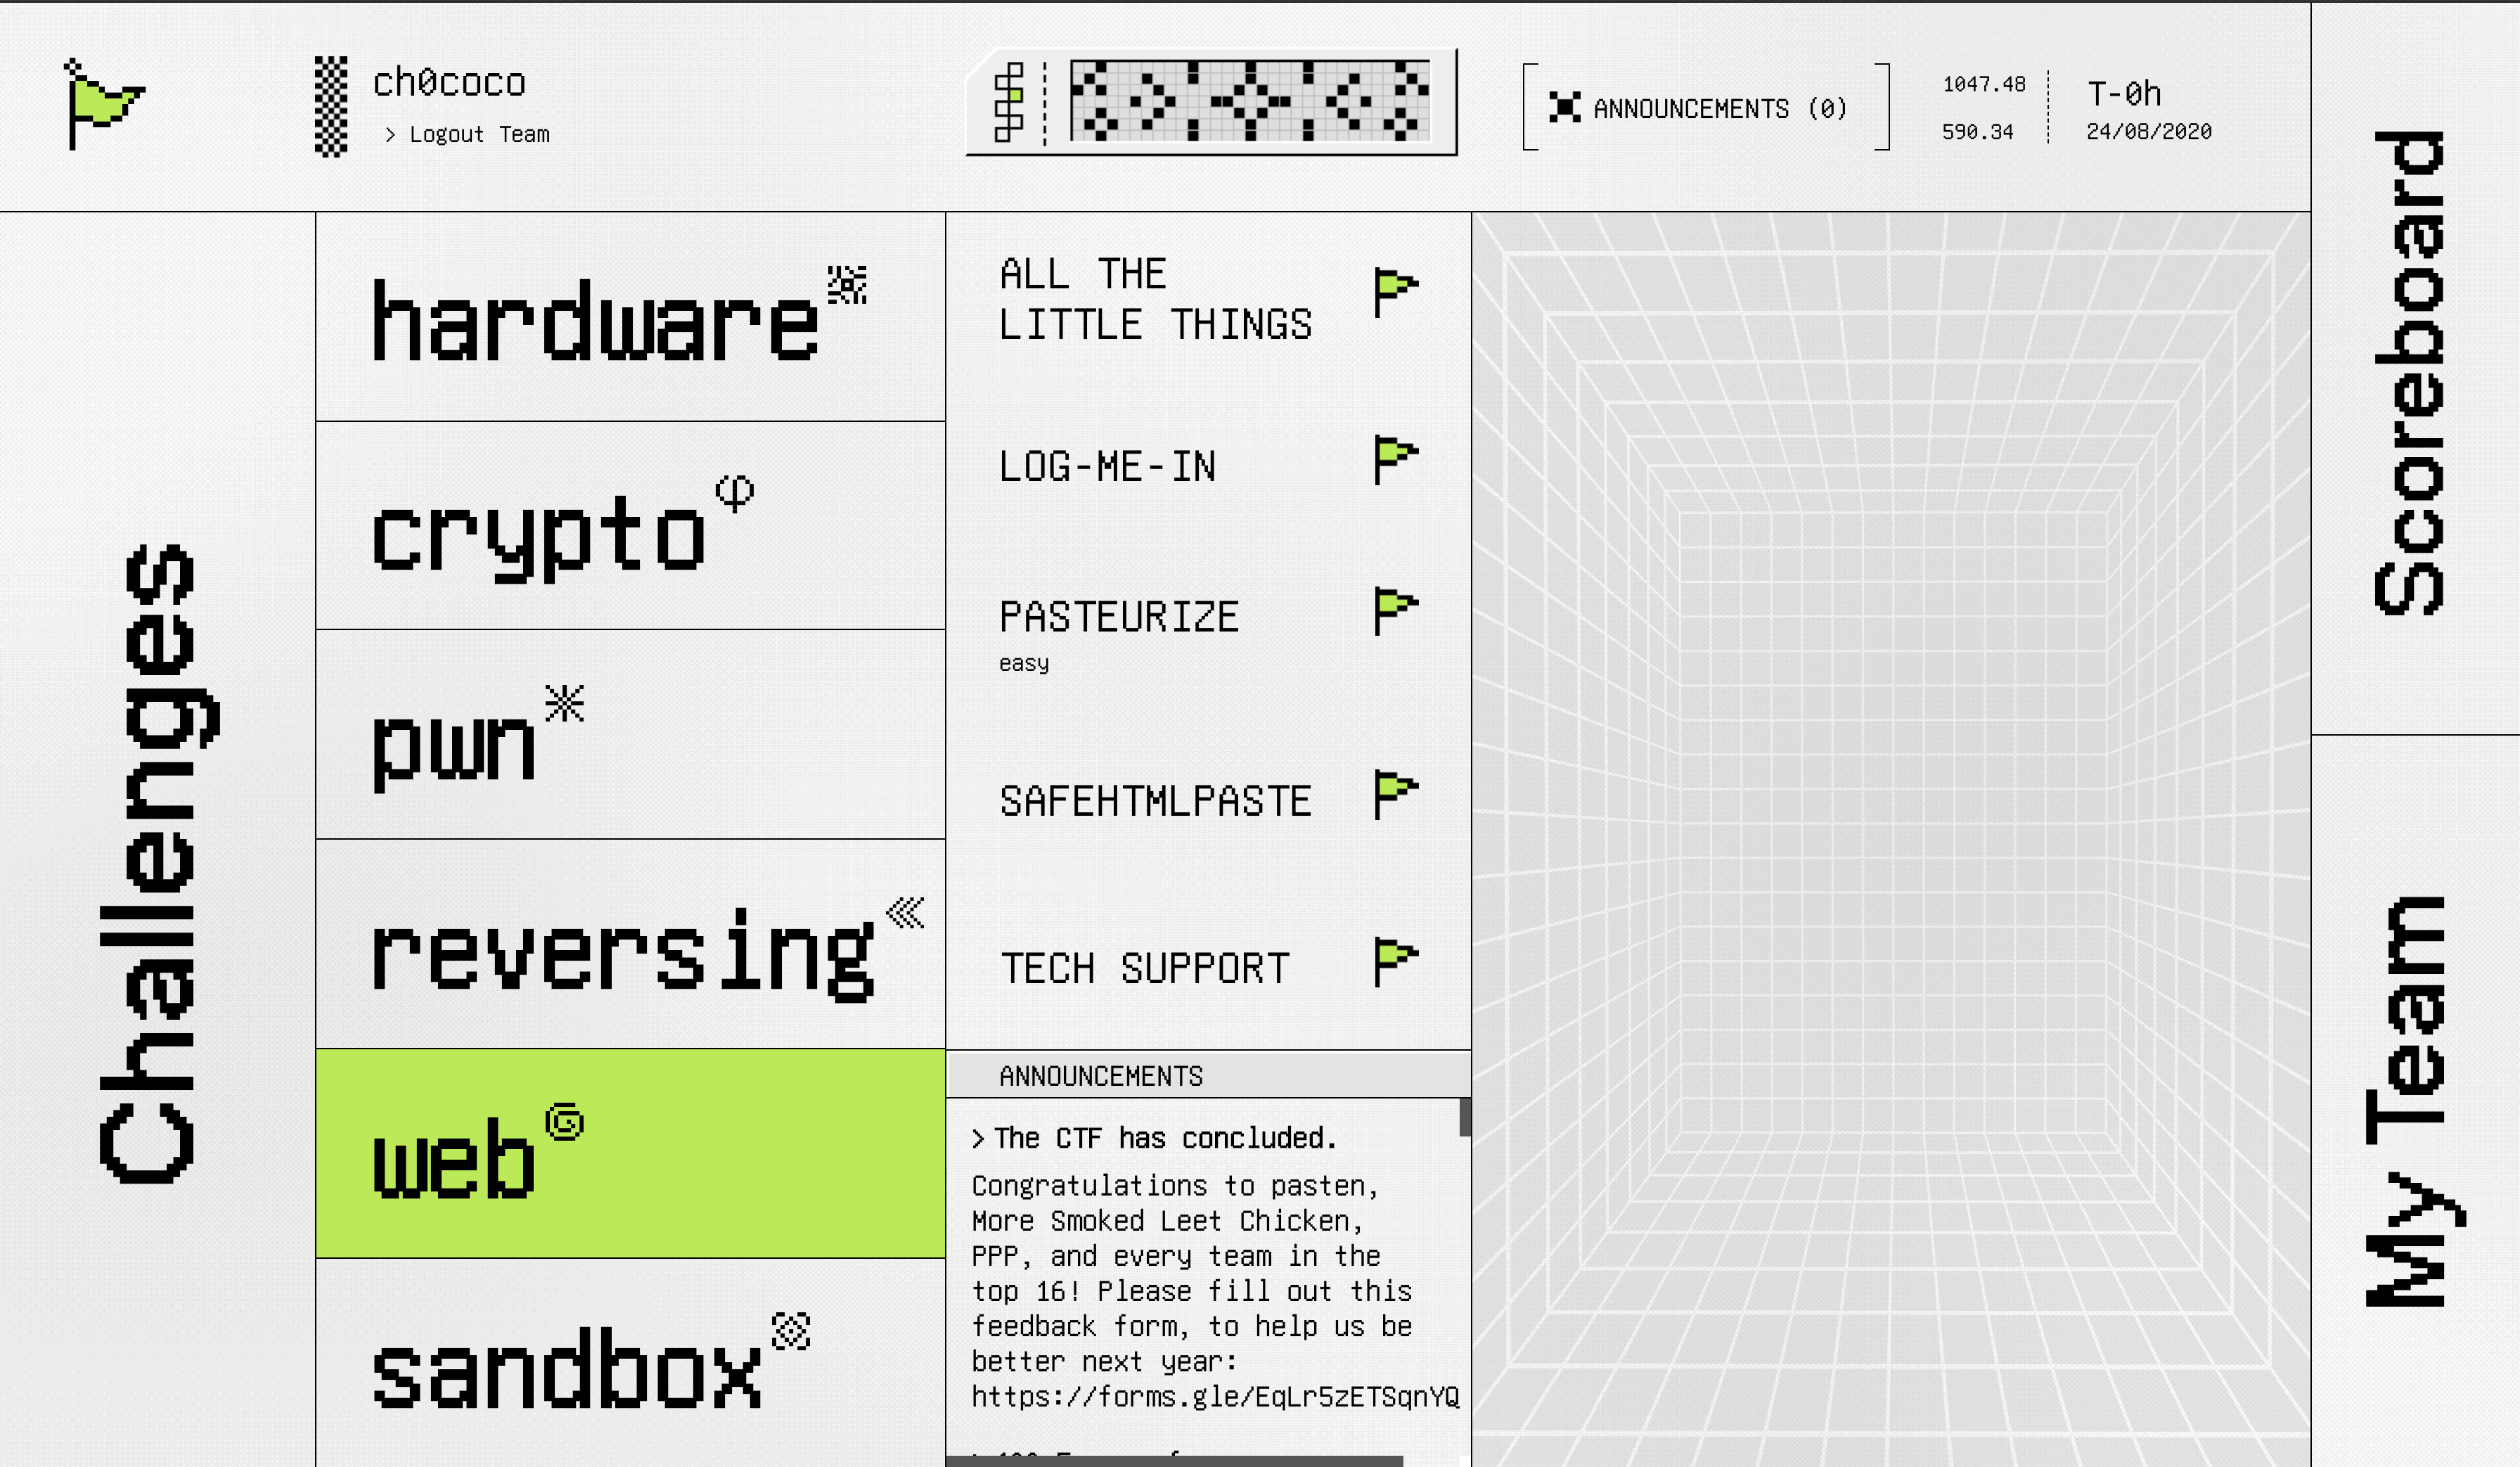 ch0coco
> Logout Team
ANNOUNCEMENTS (0)
1047.48
590.34
T-0h
24/08/2020
Challenges
hardware
crypto
pwn
reversing
web
sandbox
ALL THE
LITTLE THINGS
LOG-ME-IN
PASTEURIZE
easy
SAFEHTMLPASTE
TECH SUPPORT
ANNOUNCEMENTS
> The CTF has concluded.
Congratulations to pasten,
More Smoked Leet Chicken,
PPP, and every team in the
top 16! Please fill out this
feedback form, to help us be
better next year:
https://forms.gle/EqLr5zETSqnYQ
Scoreboard
My Team